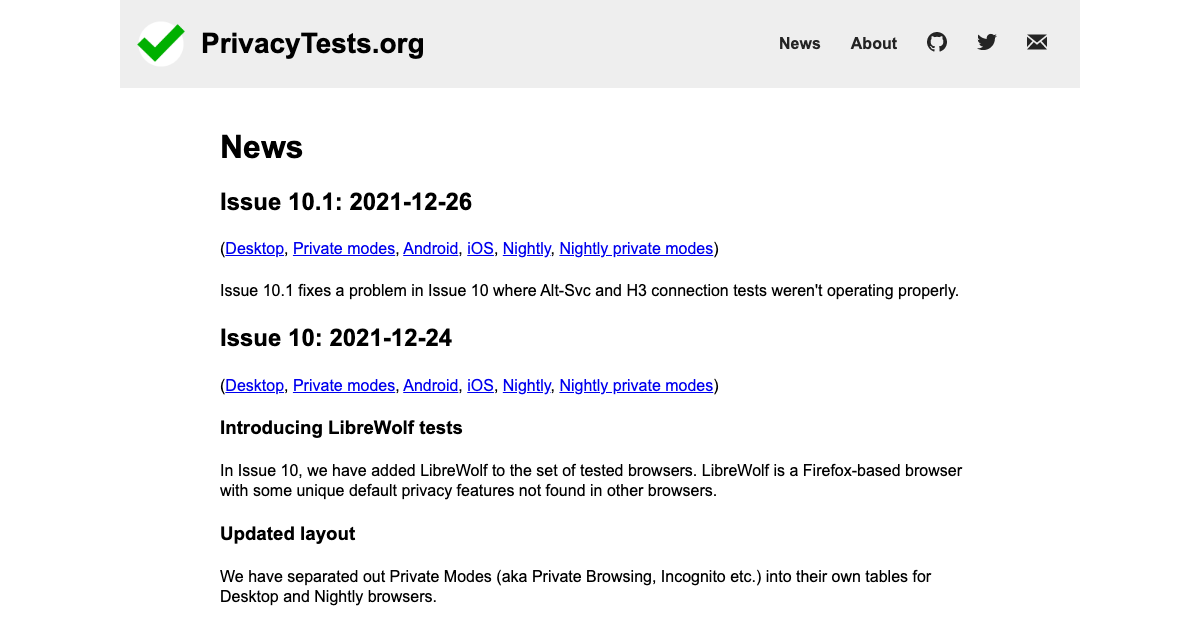 PrivacyTests.org
News
About
News
Issue 10.1: 2021-12-26
(Desktop, Private modes, Android, iOS, Nightly, Nightly private modes)
Issue 10.1 fixes a problem in Issue 10 where Alt-Svc and H3 connection tests weren't operating properly.
Issue 10: 2021-12-24
(Desktop, Private modes, Android, iOS, Nightly, Nightly private modes)
Introducing LibreWolf tests
In Issue 10, we have added LibreWolf to the set of tested browsers. LibreWolf is a Firefox-based browser
with some unique default privacy features not found in other browsers.
Updated layout
We have separated out Private Modes (aka Private Browsing, Incognito etc.) into their own tables for
Desktop and Nightly browsers.